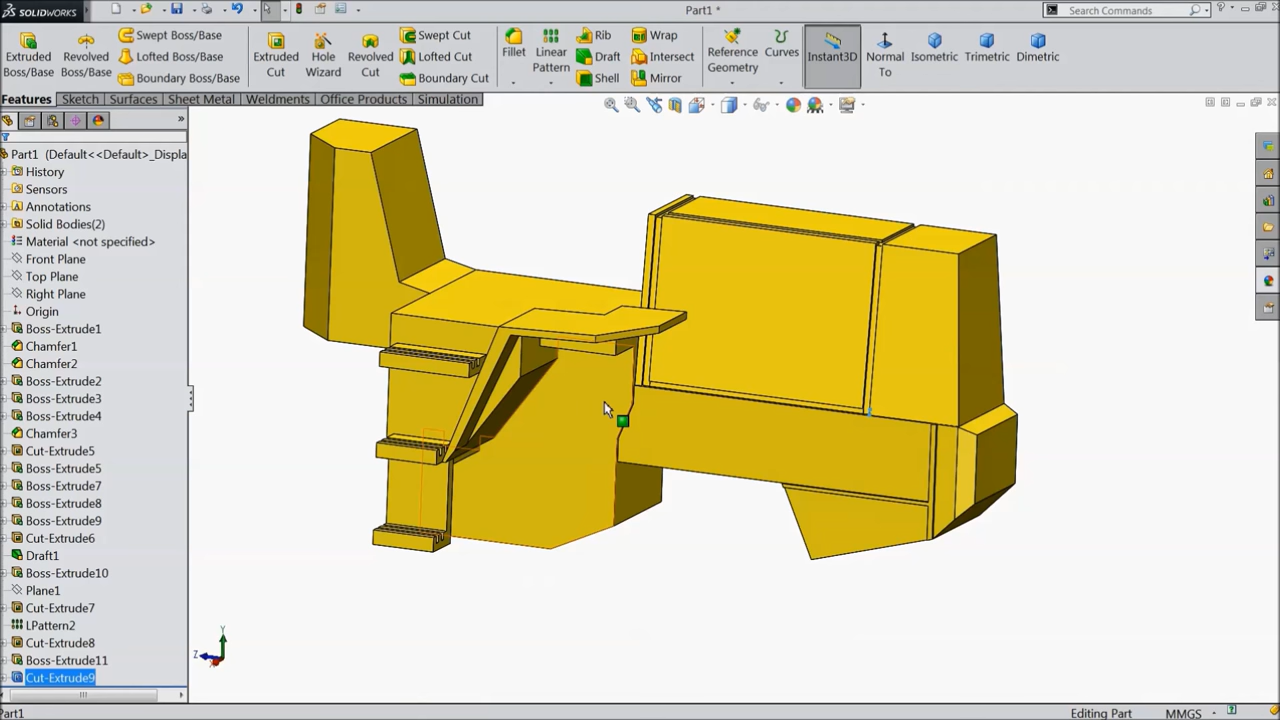 SOLIDWORKS
Part1 *
Search Commands
Extruded Boss/Base
Revolved Boss/Base
Swept Boss/Base
Lofted Boss/Base
Boundary Boss/Base
Extruded Cut
Hole Wizard
Revolved Cut
Swept Cut
Lofted Cut
Boundary Cut
Fillet
Linear Pattern
Rib
Draft
Shell
Wrap
Intersect
Mirror
Reference Geometry
Curves
Instant3D
Normal To
Isometric
Trimetric
Dimetric
Features
Sketch
Surfaces
Sheet Metal
Weldments
Office Products
Simulation
Part1 (Default<<Default>_Displa
History
Sensors
Annotations
Solid Bodies(2)
Material <not specified>
Front Plane
Top Plane
Right Plane
Origin
Boss-Extrude1
Chamfer1
Chamfer2
Boss-Extrude2
Boss-Extrude3
Boss-Extrude4
Chamfer3
Cut-Extrude5
Boss-Extrude5
Boss-Extrude7
Boss-Extrude8
Boss-Extrude9
Cut-Extrude6
Draft1
Boss-Extrude10
Plane1
Cut-Extrude7
LPattern2
Cut-Extrude8
Boss-Extrude11
Cut-Extrude9
Y
Z
Part1
Editing Part
MMGS